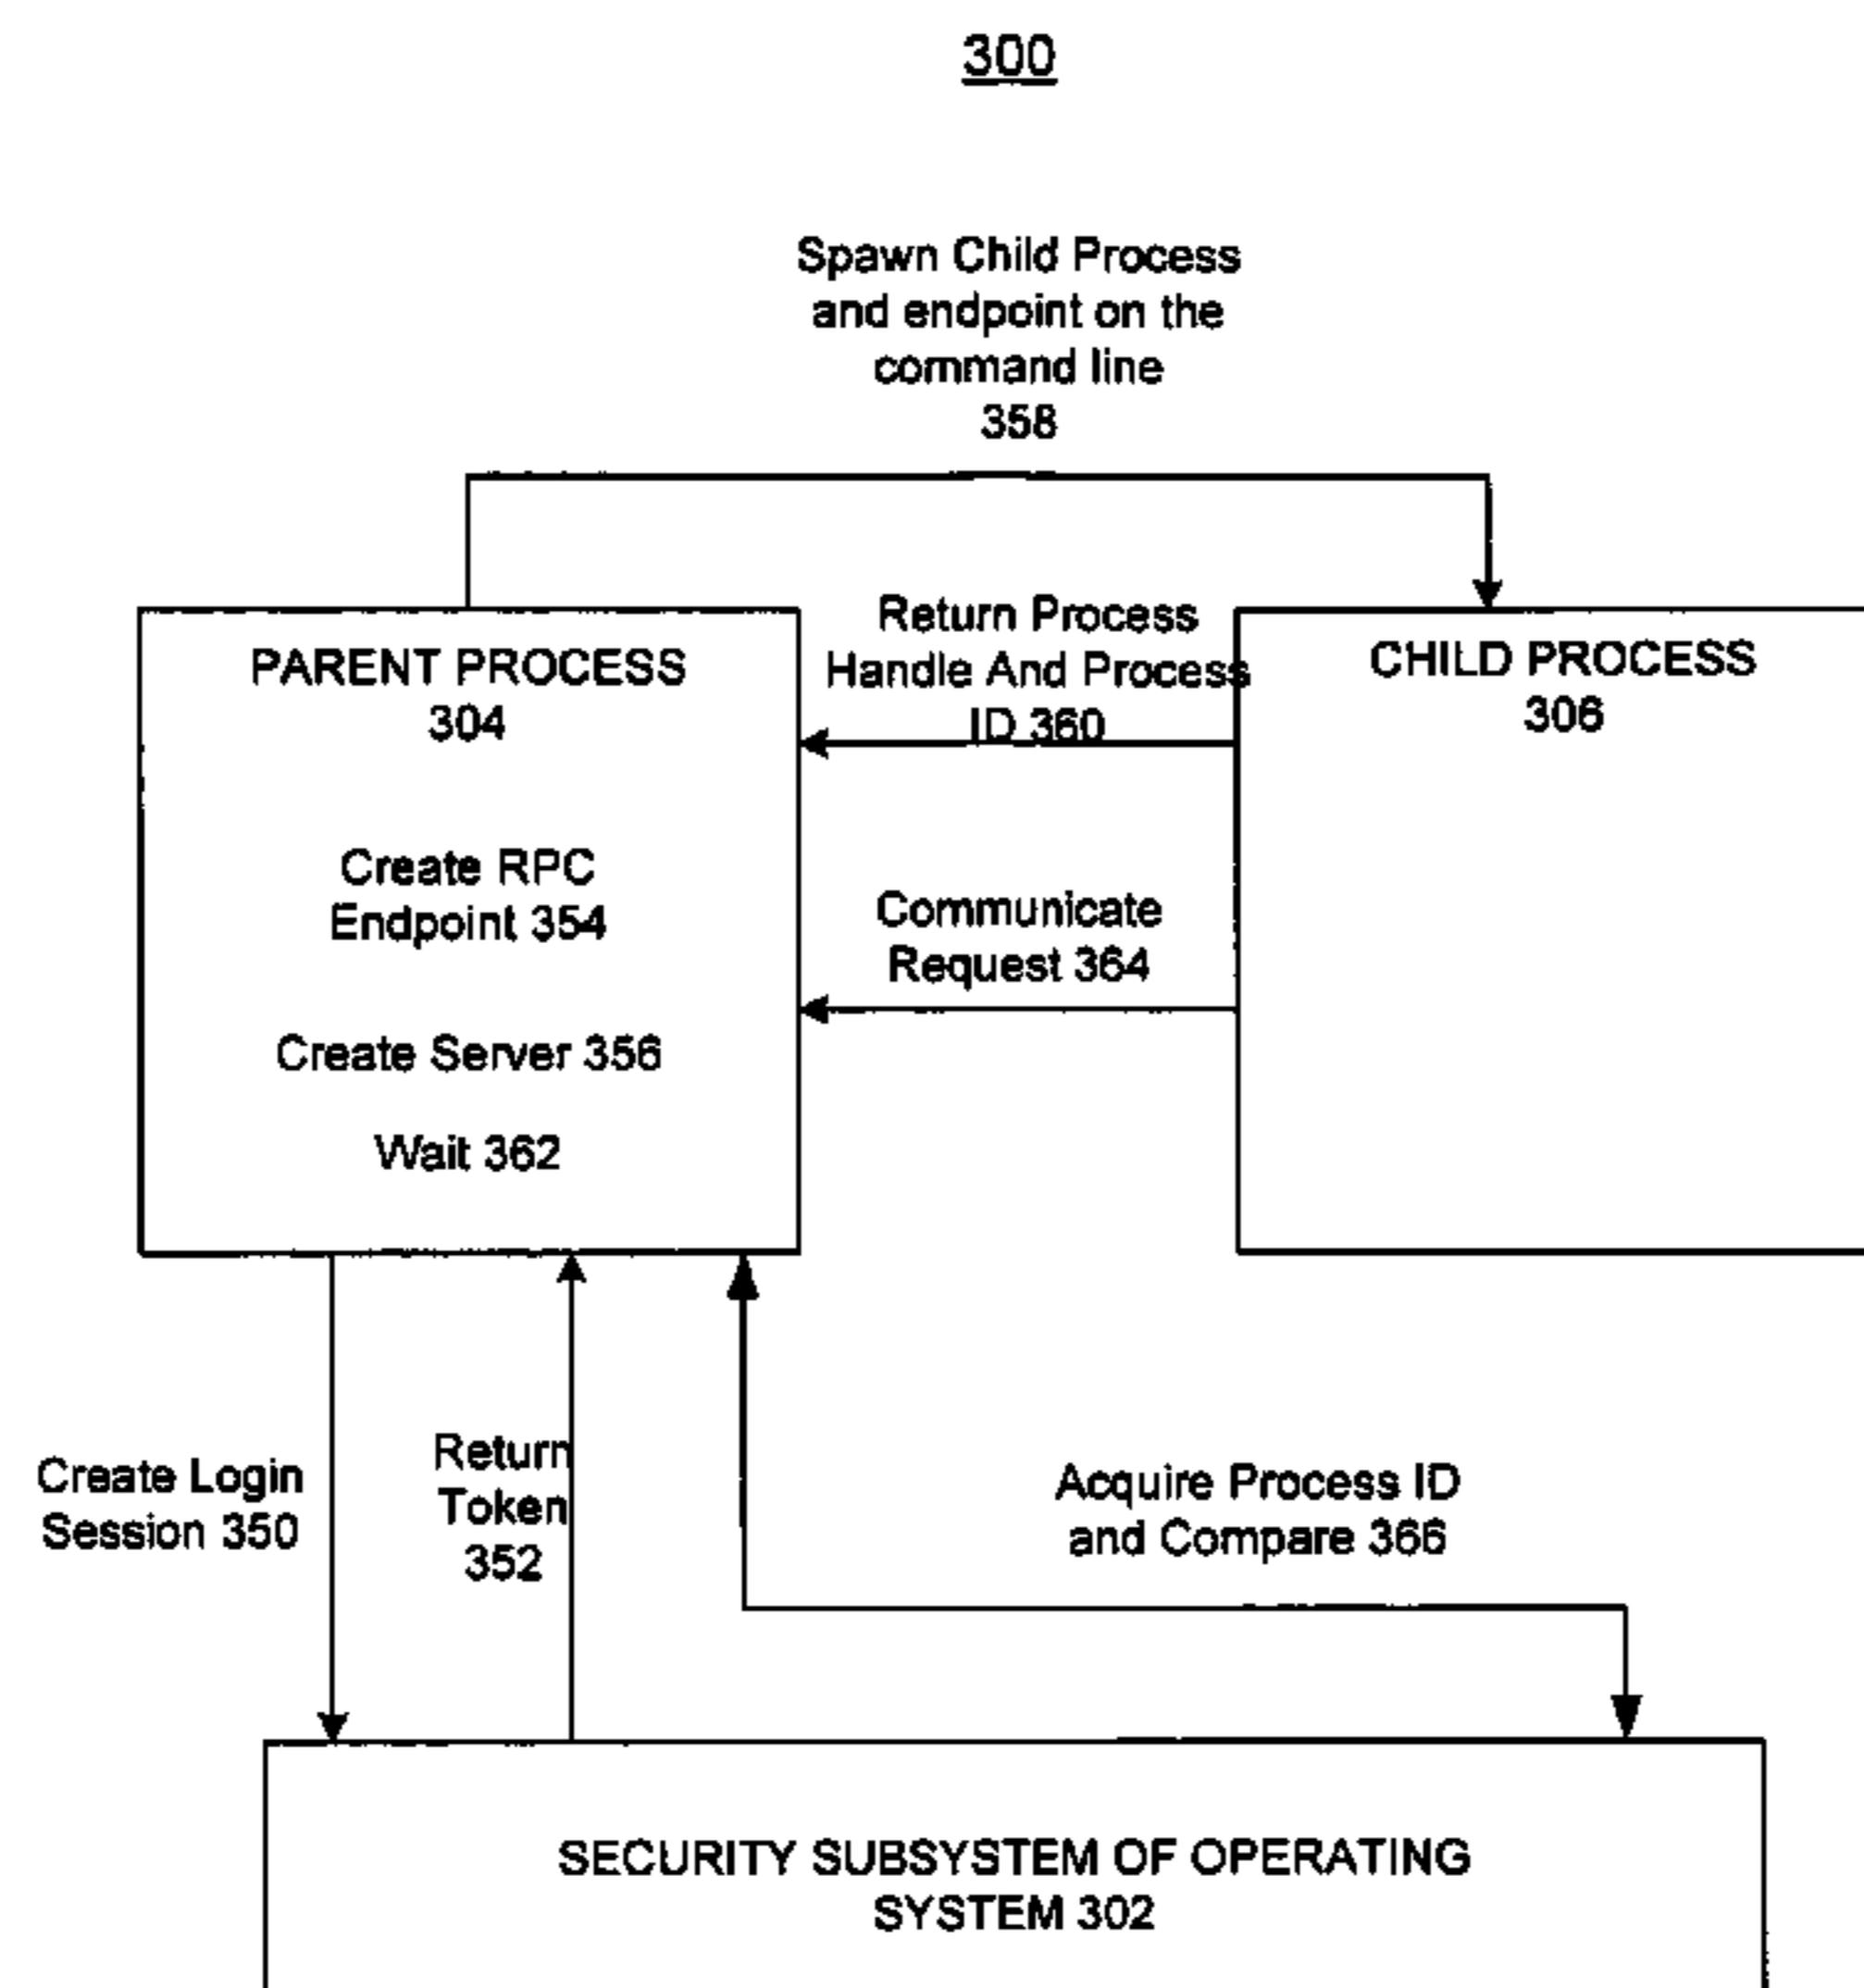 300
Spawn Child Process
and endpoint on the
command line
358
PARENT PROCESS
304
Create RPC
Endpoint 354
Create Server 356
Wait 362
Return Process
Handle And Process
ID 360
Communicate
Request 364
CHILD PROCESS
306
Create Login
Session 350
Return
Token
352
Acquire Process ID
and Compare 366
SECURITY SUBSYSTEM OF OPERATING
SYSTEM 302